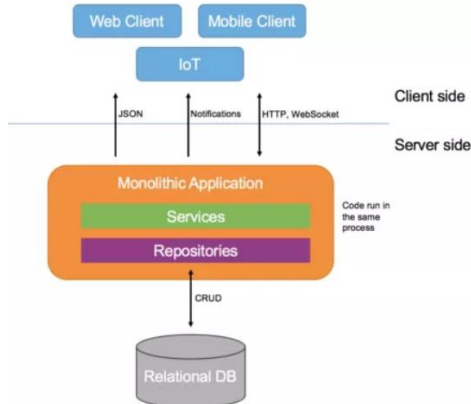 Web Client
Mobile Client
IoT
Client side
JSON
Notifications
HTTP, WebSocket
Server side
Monolithic Application
Services
Repositories
Code run in
the same
process
CRUD
Relational DB